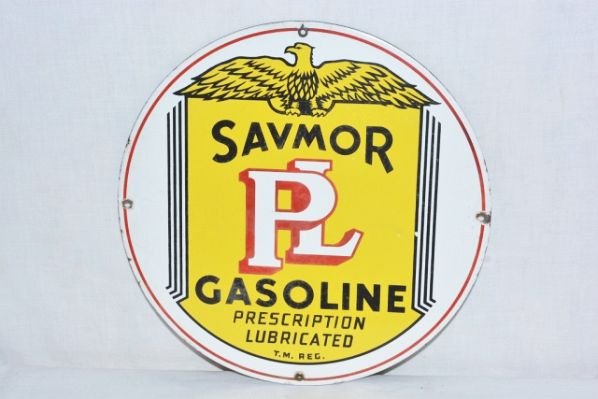 SAVMOR
PL
GASOLINE
PRESCRIPTION
LUBRICATED
T.M. REG.